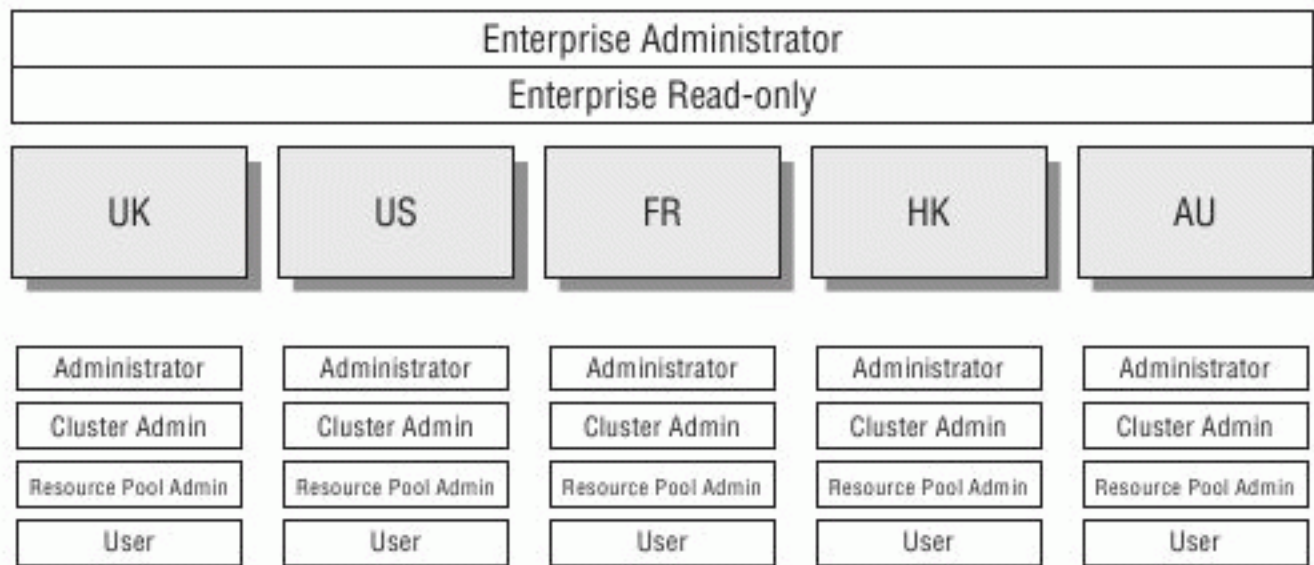 Enterprise Administrator
Enterprise Read-only
UK US FR HK AU
Administrator Administrator Administrator Administrator Administrator
Cluster Admin Cluster Admin Cluster Admin Cluster Admin Cluster Admin
Resource Pool Admin Resource Pool Admin Resource Pool Admin Resource Pool Admin Resource Pool Admin
User User User User User